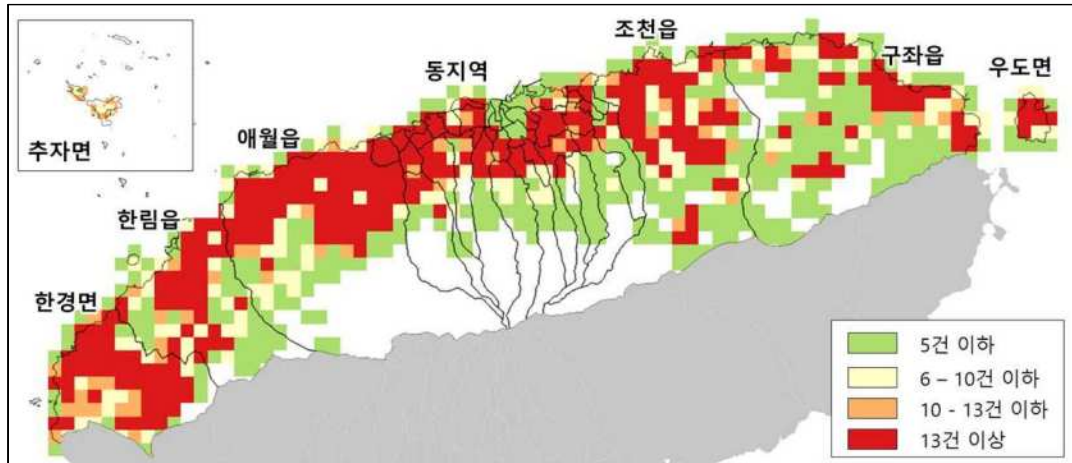 추자면
한경면
한림읍
애월읍
동지역
조천읍
구좌읍
우도면
5건 이하
6 – 10건 이하
10 - 13건 이하
13건 이상